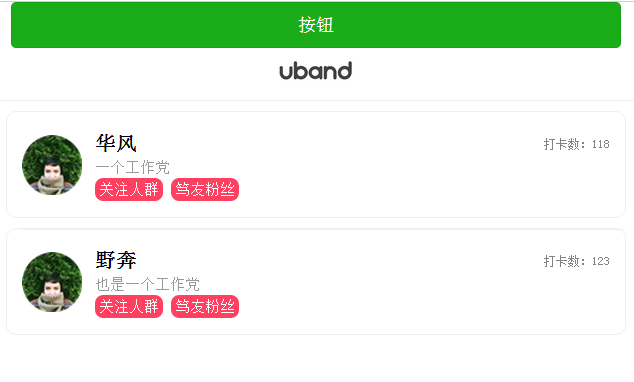 按钮
uband
华风
打卡数：118
一个工作党
关注人群 笃友粉丝
野奔
打卡数：123
也是一个工作党
关注人群 笃友粉丝